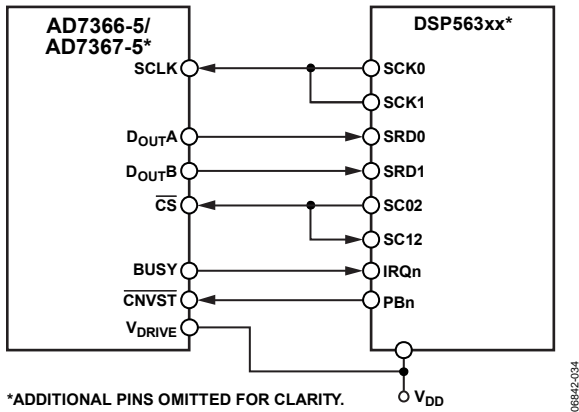 AD7366-5/
AD7367-5*
DSP563xx*
SCLK
SCK0
SCK1
DOUTA
SRD0
DOUTB
SRD1
CS
SC02
SC12
BUSY
IRQn
CNVST
PBn
VDRIVE
*ADDITIONAL PINS OMITTED FOR CLARITY.
VDD
06842-034